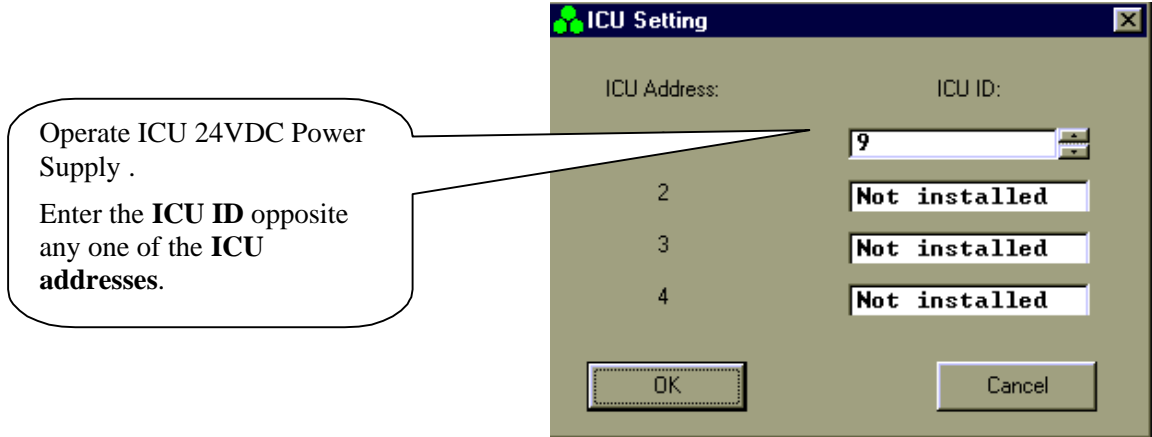 ICU Setting
ICU Address:
ICU ID:
Operate ICU 24VDC Power
Supply .
Enter the ICU ID opposite
any one of the ICU
addresses.
9
2
Not installed
3
Not installed
4
Not installed
OK
Cancel